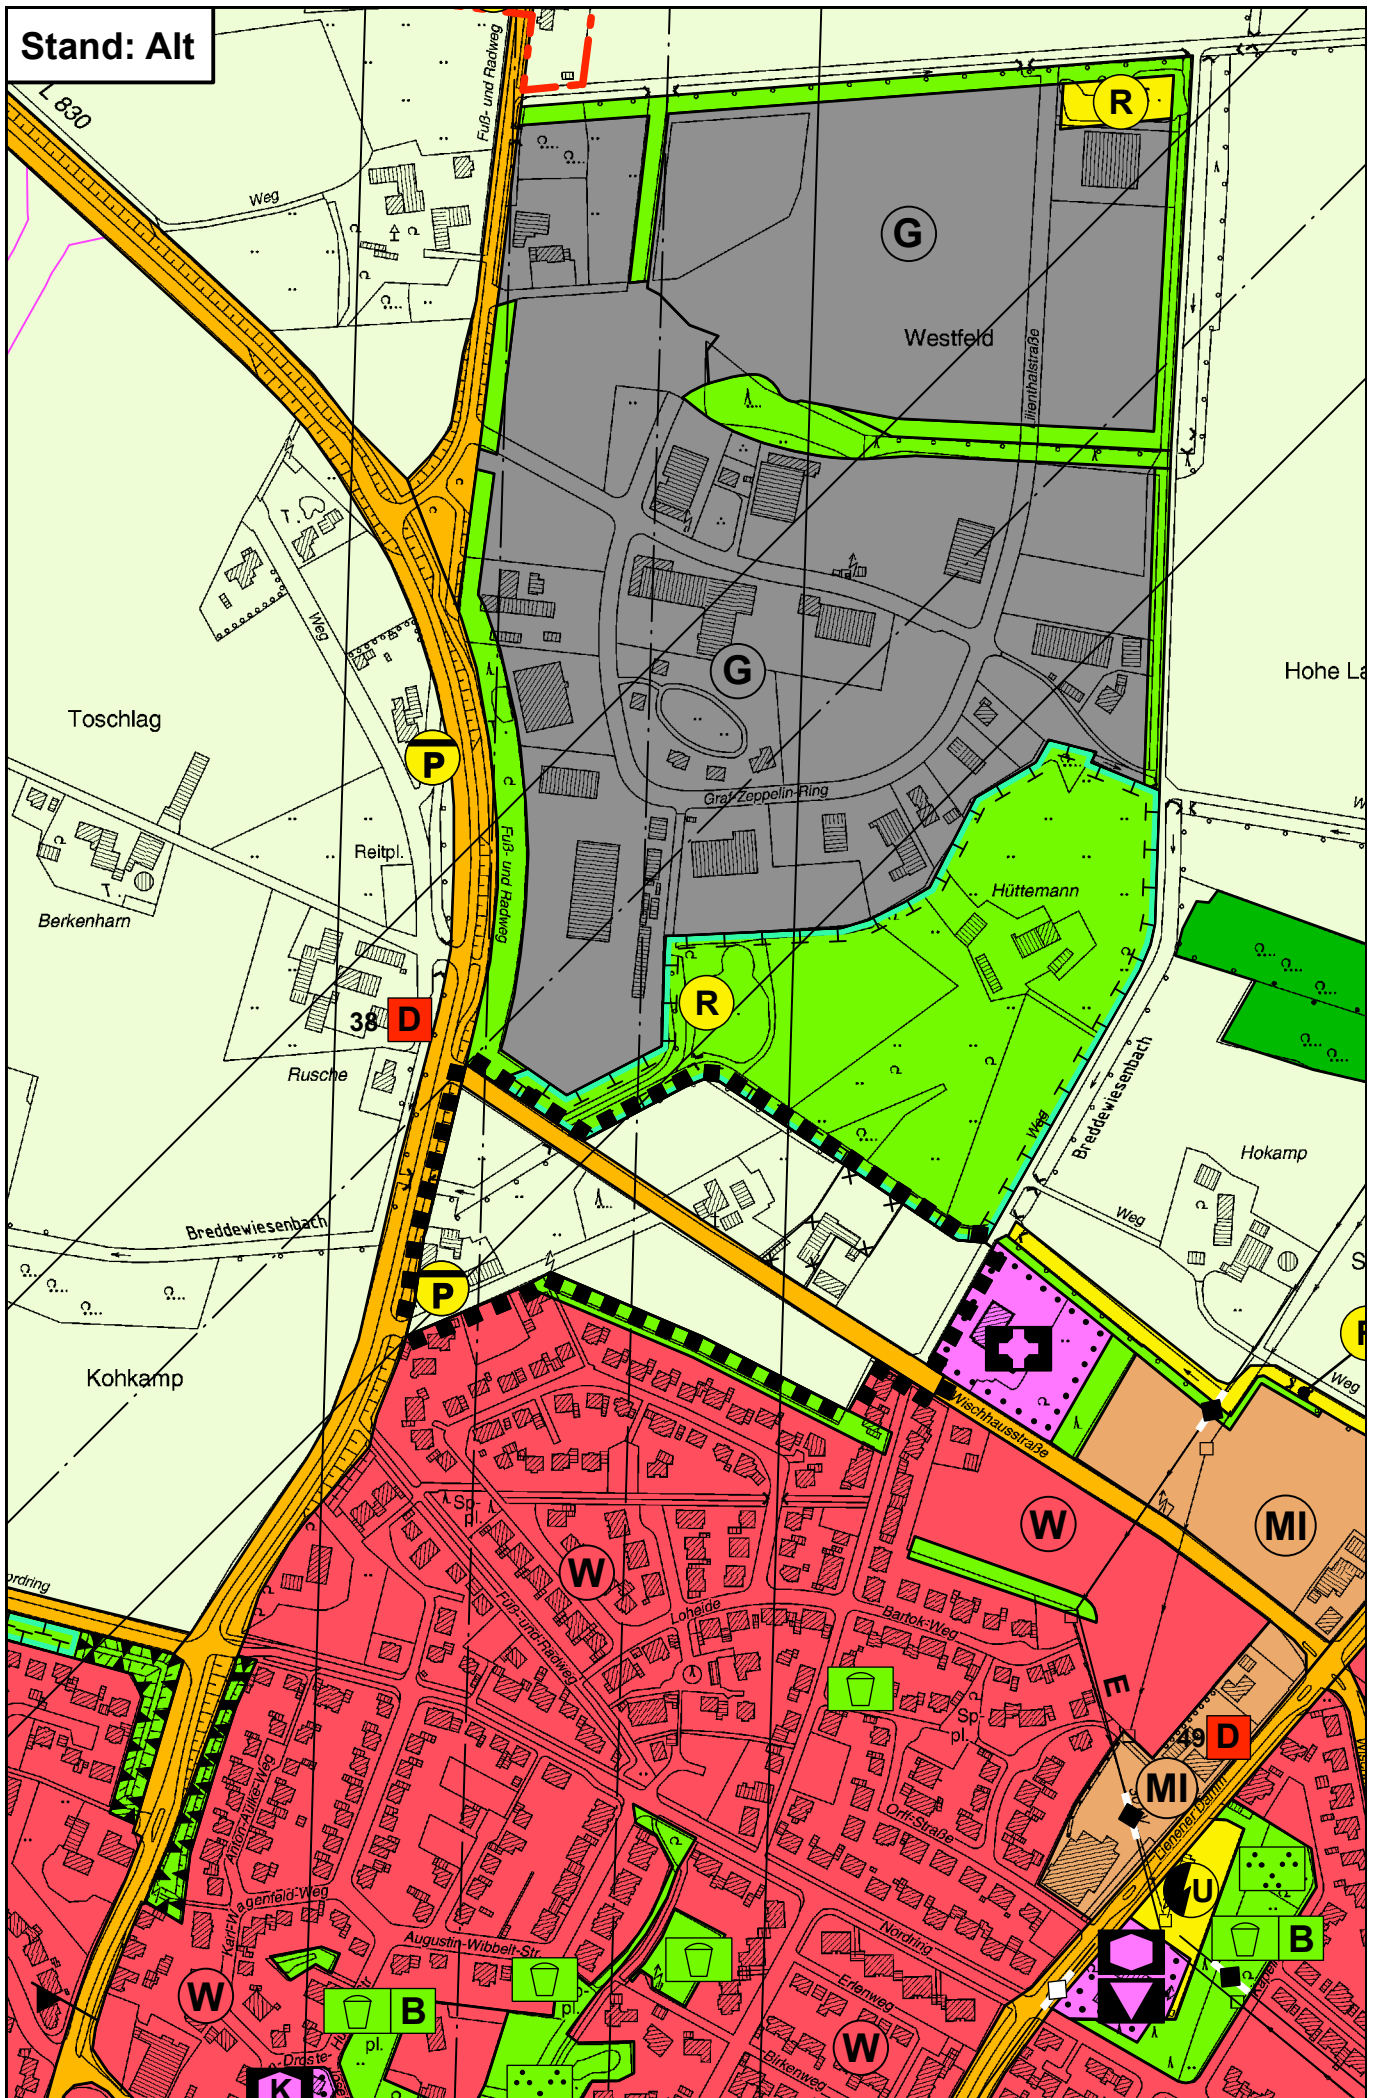 Stand: Alt
L 830
Fuß- und Radweg
R
Weg
G
Westfeld
Lilienthalstraße
T.
Weg
G
Hohe La
Toschlag
P
Graf-Zeppelin-Ring
Reitpl.
Fuß- und Radweg
Hüttemann
T.
Berkenharn
R
38 D
Rusche
Breddewiesenbach
Weg
Hokamp
Weg
Breddewiesenbach
P
S
Kohkamp
Weg
Wischhausstraße
Sp.-
pl.
W
MI
W
ordring
Loheide
Bartok-Weg
Fuß-und-Radweg
E
Sp.-
pl.
49 D
MI
Anton-Aulke-Weg
Orff-Straße
Lienener Damm
U
Karl-Wagenfeld-Weg
Augustin-Wibbelt-Str.
Nordring
B
W
Erlenweg
B
pl.
pl.
W
Birkenweg
-Droste-
K